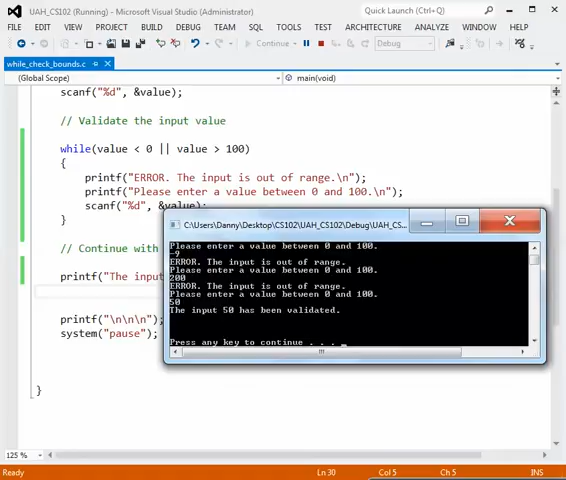 UAH_CS102 (Running) - Microsoft Visual Studio (Administrator)
Quick Launch (Ctrl+Q)
FILE EDIT VIEW PROJECT BUILD DEBUG TEAM SQL TOOLS TEST ARCHITECTURE ANALYZE WINDOW
Continue Debug
while_check_bounds.c
(Global Scope) main(void)
scanf("%d", &value);
// Validate the input value
while(value < 0 || value > 100)
{
printf("ERROR. The input is out of range.\n");
printf("Please enter a value between 0 and 100.\n");
scanf("%d", &value);
}
// Continue with
printf("The input
printf("\n\n\n");
system("pause");
}
C:\Users\Danny\Desktop\CS102\UAH_CS102\Debug\UAH_CS...
Please enter a value between 0 and 100.
-9
ERROR. The input is out of range.
Please enter a value between 0 and 100.
200
ERROR. The input is out of range.
Please enter a value between 0 and 100.
50
The input 50 has been validated.
Press any key to continue . . . _
125 %
Ready Ln 30 Col 5 Ch 5 INS